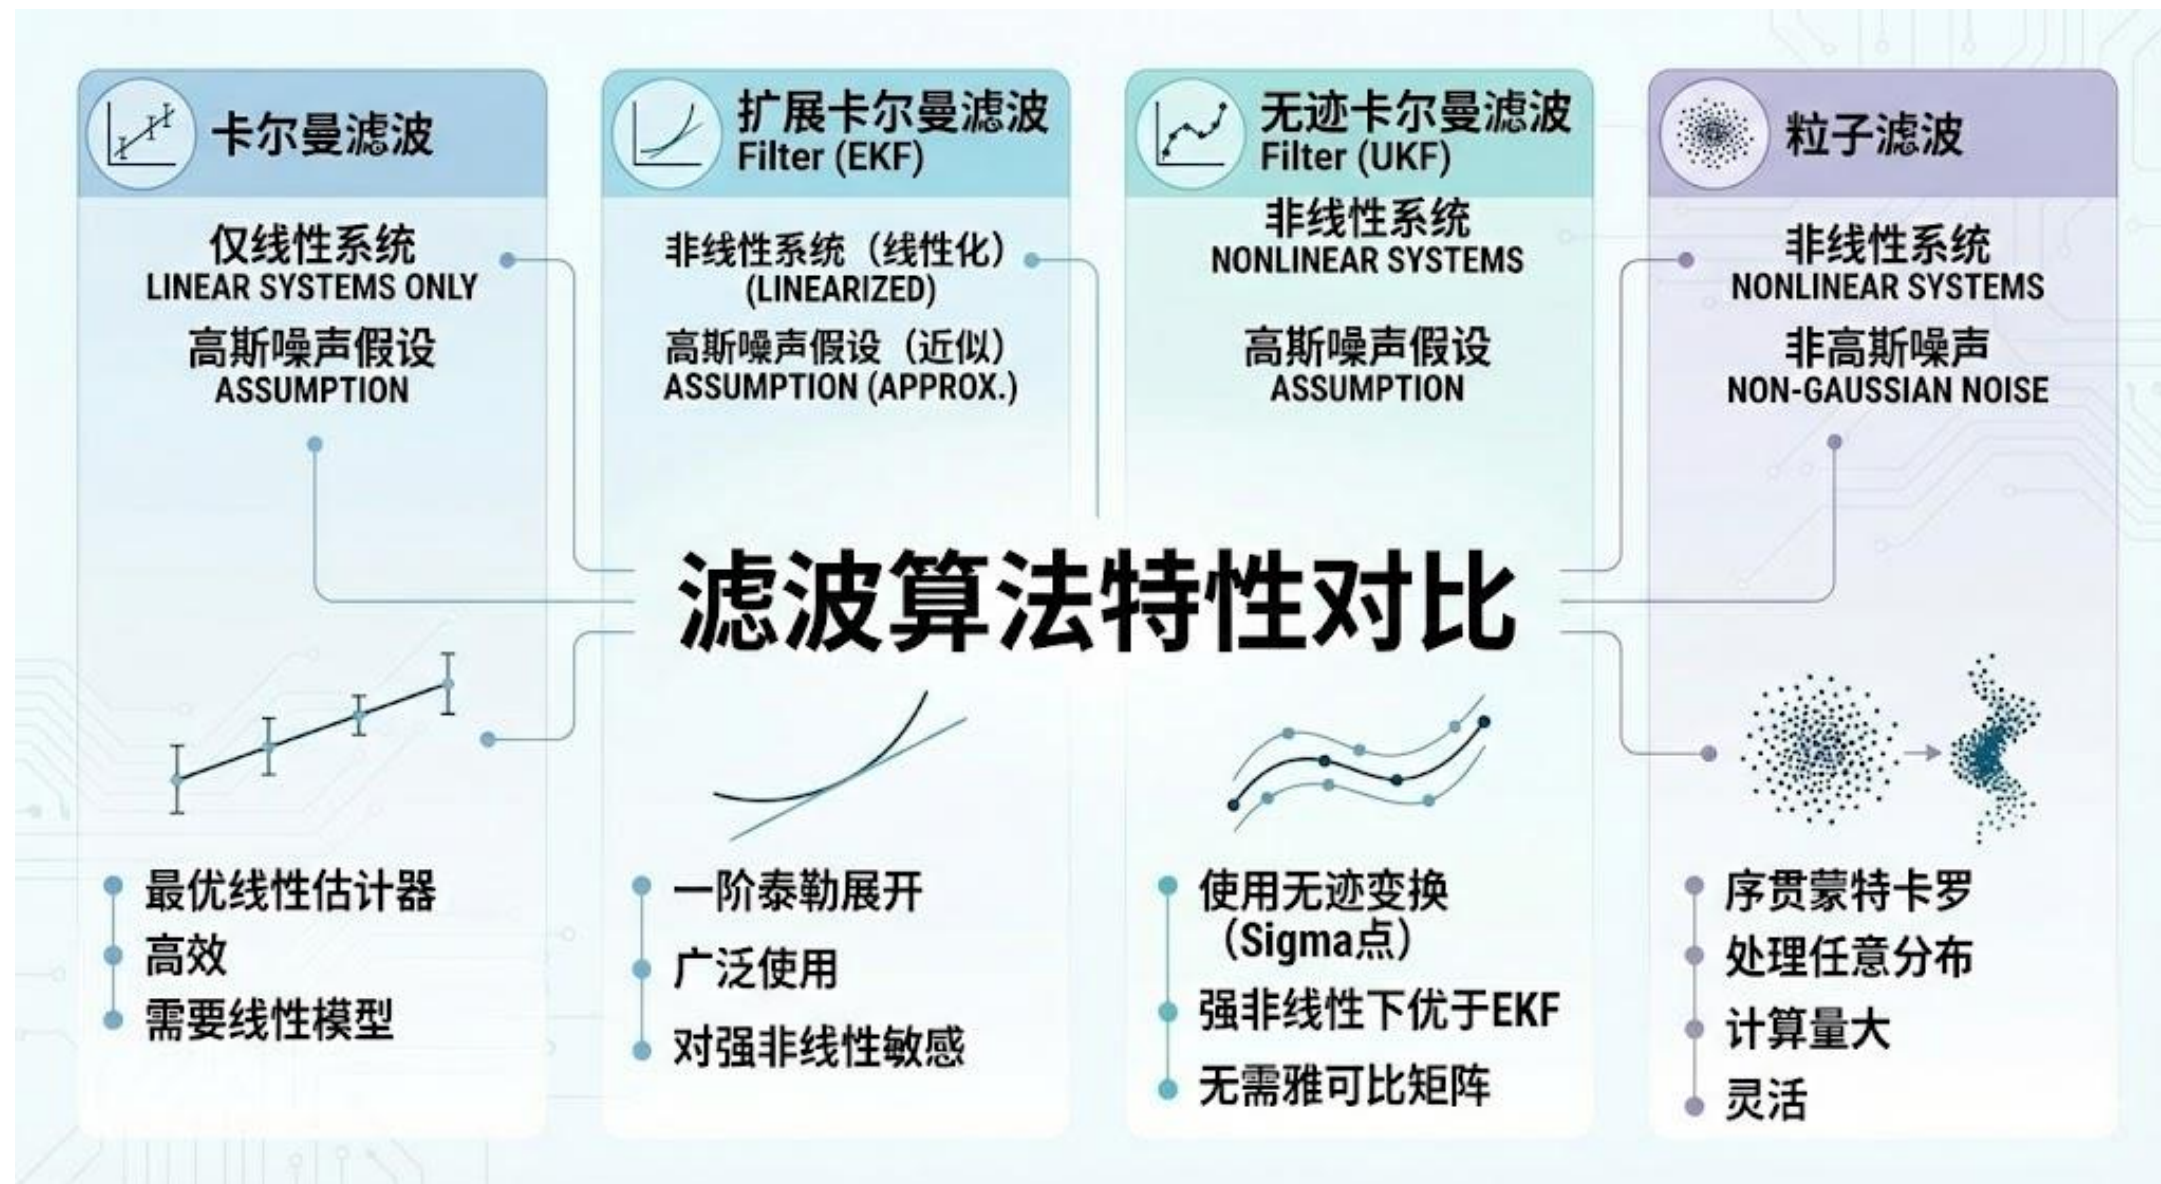 卡尔曼滤波
仅线性系统
LINEAR SYSTEMS ONLY
高斯噪声假设
ASSUMPTION
扩展卡尔曼滤波
Filter (EKF)
非线性系统（线性化）
(LINEARIZED)
高斯噪声假设（近似）
ASSUMPTION (APPROX.)
无迹卡尔曼滤波
Filter (UKF)
非线性系统
NONLINEAR SYSTEMS
高斯噪声假设
ASSUMPTION
粒子滤波
非线性系统
NONLINEAR SYSTEMS
非高斯噪声
NON-GAUSSIAN NOISE
滤波算法特性对比
最优线性估计器
高效
需要线性模型
一阶泰勒展开
广泛使用
对强非线性敏感
使用无迹变换
（Sigma点）
强非线性下优于EKF
无需雅可比矩阵
序贯蒙特卡罗
处理任意分布
计算量大
灵活